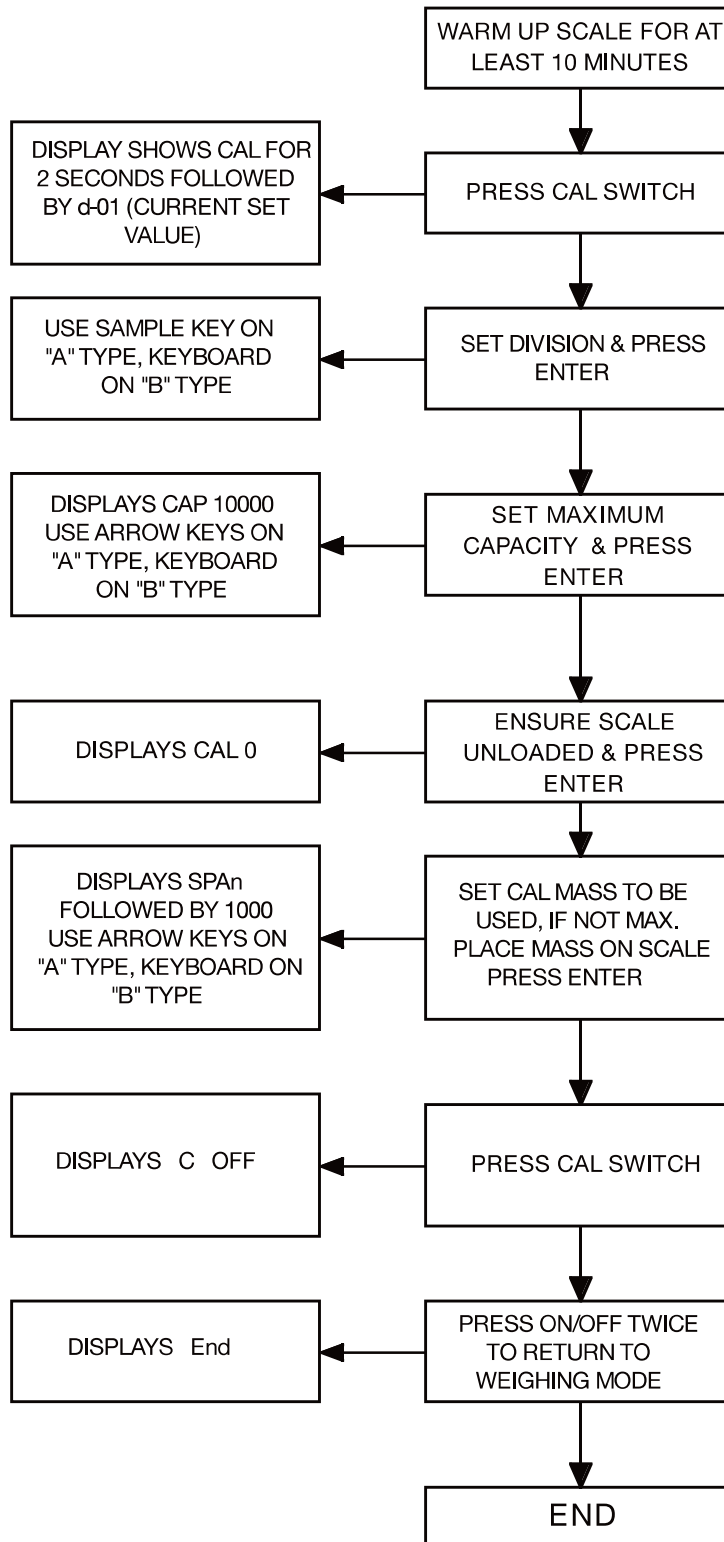 WARM UP SCALE FOR AT
LEAST 10 MINUTES
DISPLAY SHOWS CAL FOR
2 SECONDS FOLLOWED
BY d-01 (CURRENT SET
VALUE)
PRESS CAL SWITCH
USE SAMPLE KEY ON
"A" TYPE, KEYBOARD
ON "B" TYPE
SET DIVISION & PRESS
ENTER
DISPLAYS CAP 10000
USE ARROW KEYS ON
"A" TYPE, KEYBOARD
ON "B" TYPE
SET MAXIMUM
CAPACITY & PRESS
ENTER
DISPLAYS CAL 0
ENSURE SCALE
UNLOADED & PRESS
ENTER
DISPLAYS SPAn
FOLLOWED BY 1000
USE ARROW KEYS ON
"A" TYPE, KEYBOARD ON
"B" TYPE
SET CAL MASS TO BE
USED, IF NOT MAX.
PLACE MASS ON SCALE
PRESS ENTER
DISPLAYS C OFF
PRESS CAL SWITCH
DISPLAYS End
PRESS ON/OFF TWICE
TO RETURN TO
WEIGHING MODE
END